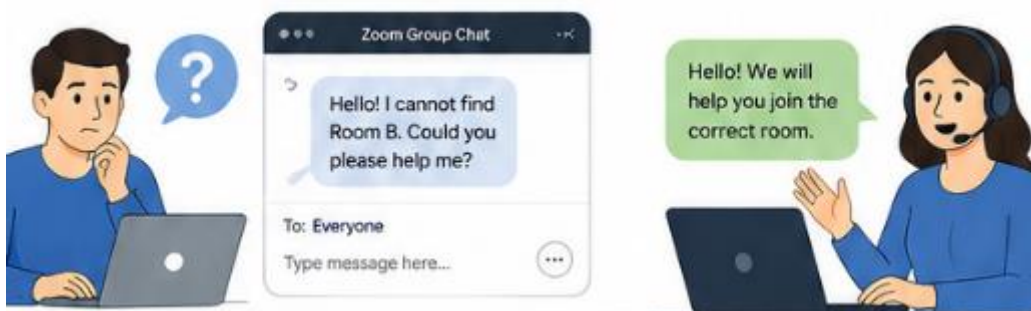 ?
Zoom Group Chat
Hello! I cannot find
Room B. Could you
please help me?
To: Everyone
Type message here...
Hello! We will
help you join the
correct room.